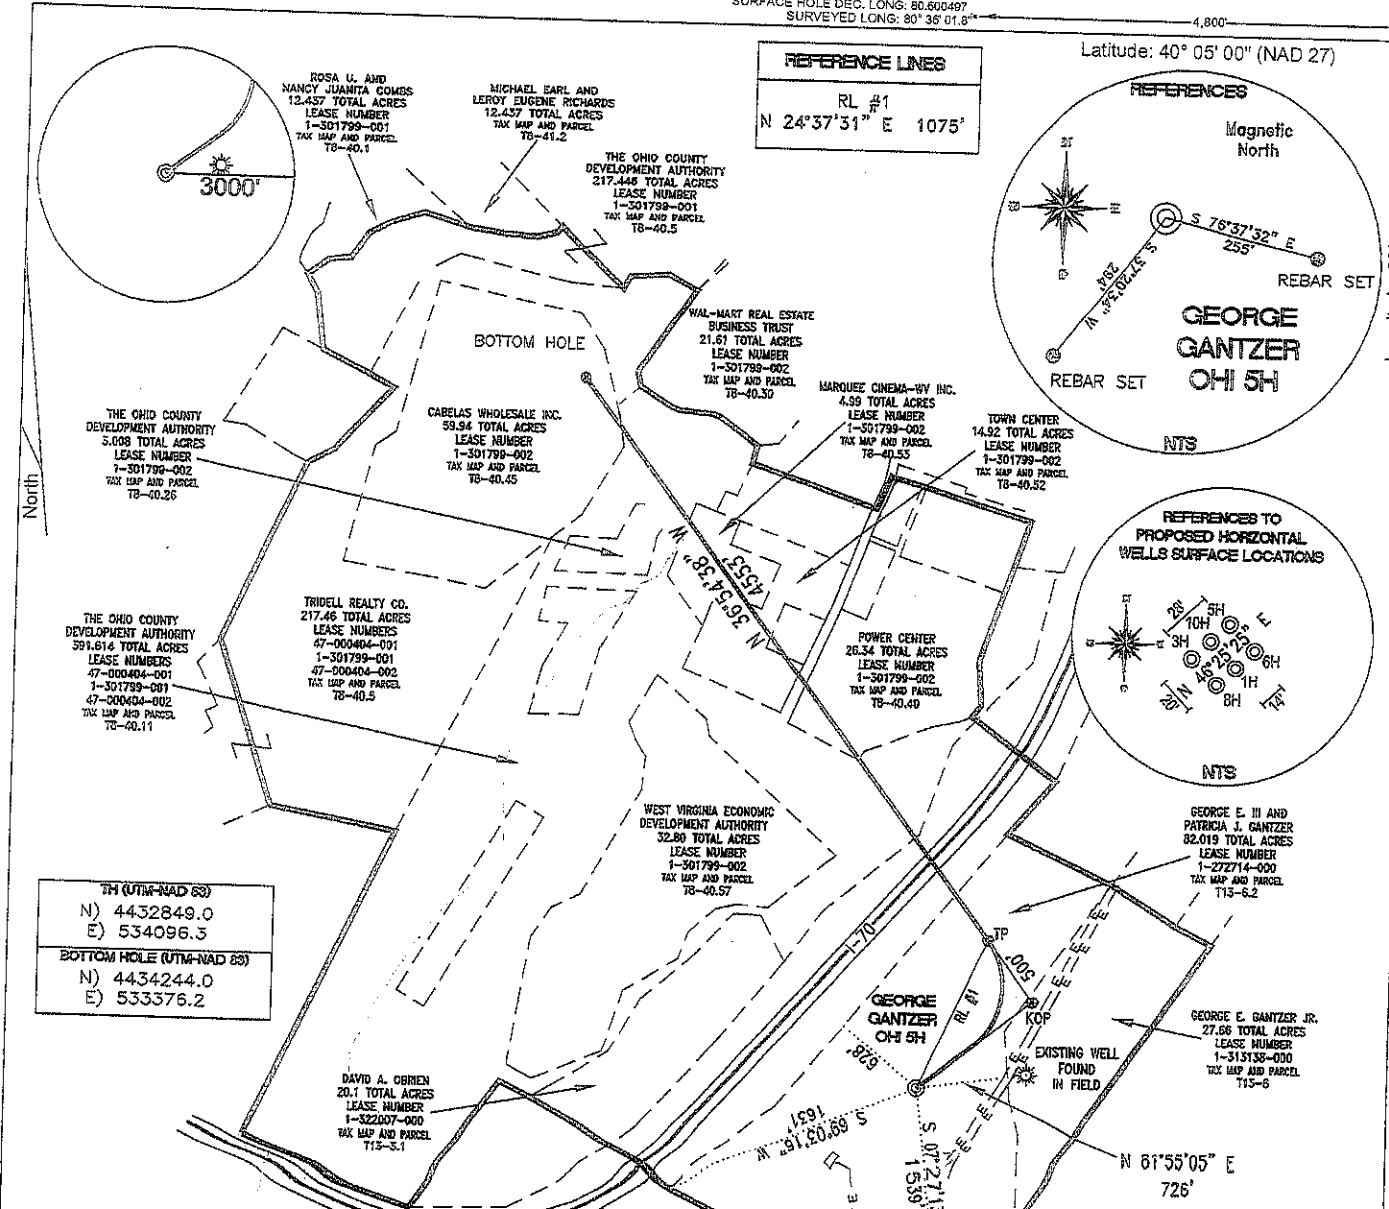 SURFACE HOLE DEC. LONG: 80.600497
SURVEYED LONG: 80° 36' 01.8"
4,800'
Latitude: 40° 05' 00" (NAD 27)
REFERENCE LINES
RL #1
N 24°37'31" E 1075'
3000'
ROSA U. AND
NANCY JUANITA COMBS
12.437 TOTAL ACRES
LEASE NUMBER
1-301799-001
TAX MAP AND PARCEL
T8-40.1
MICHAEL EARL AND
LEROY EUGENE RICHARDS
12.437 TOTAL ACRES
TAX MAP AND PARCEL
T8-41.2
THE OHIO COUNTY
DEVELOPMENT AUTHORITY
217.446 TOTAL ACRES
LEASE NUMBER
1-301799-001
TAX MAP AND PARCEL
T8-40.5
REFERENCES
Magnetic
North
N
E
S 76°37'32" E
255'
REBAR SET
S 37°20'34" W
294'
REBAR SET
GEORGE
GANTZER
OHI 5H
NTS
BOTTOM HOLE
WAL-MART REAL ESTATE
BUSINESS TRUST
21.61 TOTAL ACRES
LEASE NUMBER
1-301799-002
TAX MAP AND PARCEL
T8-40.30
MARQUEE CINEMA-WV INC.
4.99 TOTAL ACRES
LEASE NUMBER
1-301799-002
TAX MAP AND PARCEL
T8-40.53
TOWN CENTER
14.92 TOTAL ACRES
LEASE NUMBER
1-301799-002
TAX MAP AND PARCEL
T8-40.52
THE OHIO COUNTY
DEVELOPMENT AUTHORITY
5.008 TOTAL ACRES
LEASE NUMBER
1-301799-002
TAX MAP AND PARCEL
T8-40.26
CABELAS WHOLESALE INC.
59.94 TOTAL ACRES
LEASE NUMBER
1-301799-002
TAX MAP AND PARCEL
T8-40.45
North
N 36°54'38" W
4553'
REFERENCES TO
PROPOSED HORIZONTAL
WELLS SURFACE LOCATIONS
28'
5H
10H
3H
6H
1H
8H
N 46°25'25" E
20'
14'
NTS
THE OHIO COUNTY
DEVELOPMENT AUTHORITY
591.614 TOTAL ACRES
LEASE NUMBERS
47-000404-001
1-301799-001
47-000404-002
TAX MAP AND PARCEL
T8-40.11
TRIDELL REALTY CO.
217.46 TOTAL ACRES
LEASE NUMBERS
47-000404-001
1-301799-001
47-000404-002
TAX MAP AND PARCEL
T8-40.5
POWER CENTER
26.34 TOTAL ACRES
LEASE NUMBER
1-301799-002
TAX MAP AND PARCEL
T8-40.49
WEST VIRGINIA ECONOMIC
DEVELOPMENT AUTHORITY
32.80 TOTAL ACRES
LEASE NUMBER
1-301799-002
TAX MAP AND PARCEL
T8-40.57
GEORGE E. III AND
PATRICIA J. GANTZER
82.019 TOTAL ACRES
LEASE NUMBER
1-272714-000
TAX MAP AND PARCEL
T13-6.2
TH (UTM-NAD 83)
N) 4432849.0
E) 534096.3
BOTTOM HOLE (UTM-NAD 83)
N) 4434244.0
E) 533376.2
I-70
TP
500'
KOP
RL #1
GEORGE
GANTZER
OHI 5H
628'
EXISTING WELL
FOUND
IN FIELD
GEORGE E. GANTZER JR.
27.66 TOTAL ACRES
LEASE NUMBER
1-313138-000
TAX MAP AND PARCEL
T13-6
DAVID A. OBRIEN
20.1 TOTAL ACRES
LEASE NUMBER
1-322007-000
TAX MAP AND PARCEL
T13-3.1
S 69°03'16" W
1631'
S 07°27'1
1539
N 81°55'05" E
726'